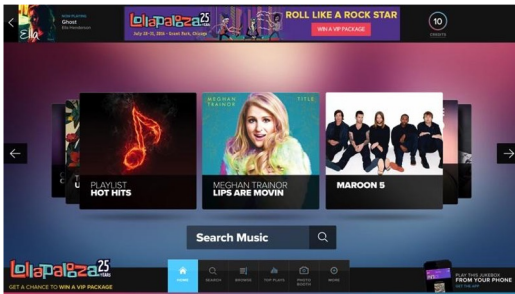 NOW PLAYING
Ghost
Ella Henderson
Ella
Lollapalooza 25 YEARS
July 28-31, 2016 - Grant Park, Chicago
ROLL LIKE A ROCK STAR
WIN A VIP PACKAGE
10
CREDITS
MEGHAN TRAINOR
TITLE
U
PLAYLIST
HOT HITS
MEGHAN TRAINOR
LIPS ARE MOVIN
MAROON 5
Search Music
Lollapalooza 25 YEARS
GET A CHANCE TO WIN A VIP PACKAGE
HOME
SEARCH
BROWSE
TOP PLAYS
PHOTO BOOTH
MORE
PLAY THIS JUKEBOX
FROM YOUR PHONE
GET THE APP